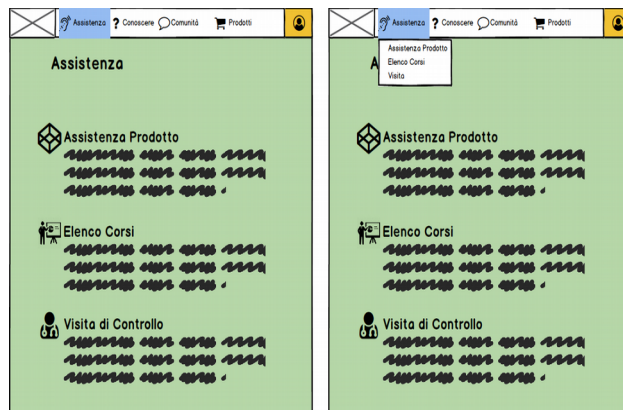 Assistenza ? Conoscere Comunità Prodotti
Assistenza
Assistenza Prodotto
Elenco Corsi
Visita di Controllo
Assistenza ? Conoscere Comunità Prodotti
Assistenza Prodotto
Elenco Corsi
Visita
A
Assistenza Prodotto
Elenco Corsi
Visita di Controllo